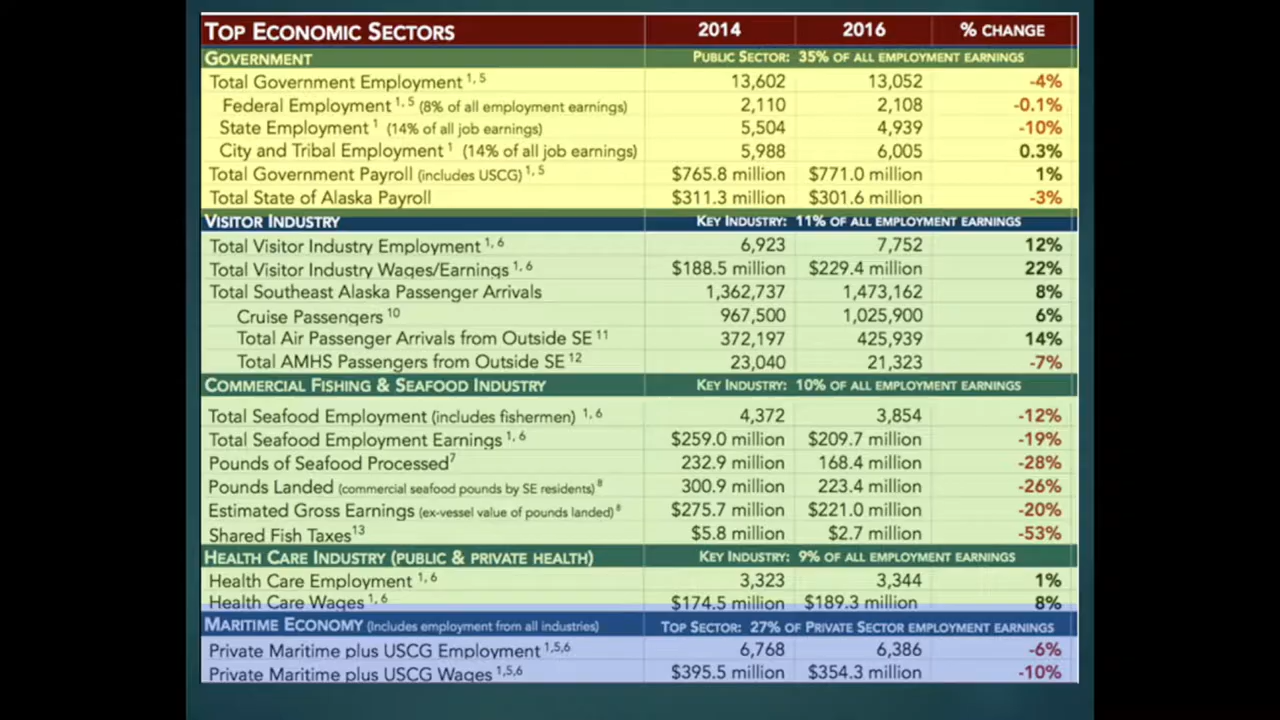 TOP ECONOMIC SECTORS 2014 2016 % CHANGE
GOVERNMENT PUBLIC SECTOR: 35% OF ALL EMPLOYMENT EARNINGS
Total Government Employment 1, 5 13,602 13,052 -4%
Federal Employment 1, 5 (8% of all employment earnings) 2,110 2,108 -0.1%
State Employment 1 (14% of all job earnings) 5,504 4,939 -10%
City and Tribal Employment 1 (14% of all job earnings) 5,988 6,005 0.3%
Total Government Payroll (includes USCG) 1, 5 $765.8 million $771.0 million 1%
Total State of Alaska Payroll $311.3 million $301.6 million -3%
VISITOR INDUSTRY KEY INDUSTRY: 11% OF ALL EMPLOYMENT EARNINGS
Total Visitor Industry Employment 1, 6 6,923 7,752 12%
Total Visitor Industry Wages/Earnings 1, 6 $188.5 million $229.4 million 22%
Total Southeast Alaska Passenger Arrivals 1,362,737 1,473,162 8%
Cruise Passengers 10 967,500 1,025,900 6%
Total Air Passenger Arrivals from Outside SE 11 372,197 425,939 14%
Total AMHS Passengers from Outside SE 12 23,040 21,323 -7%
COMMERCIAL FISHING & SEAFOOD INDUSTRY KEY INDUSTRY: 10% OF ALL EMPLOYMENT EARNINGS
Total Seafood Employment (includes fishermen) 1, 6 4,372 3,854 -12%
Total Seafood Employment Earnings 1, 6 $259.0 million $209.7 million -19%
Pounds of Seafood Processed7 232.9 million 168.4 million -28%
Pounds Landed (commercial seafood pounds by SE residents) 8 300.9 million 223.4 million -26%
Estimated Gross Earnings (ex-vessel value of pounds landed) 8 $275.7 million $221.0 million -20%
Shared Fish Taxes13 $5.8 million $2.7 million -53%
HEALTH CARE INDUSTRY (PUBLIC & PRIVATE HEALTH) KEY INDUSTRY: 9% OF ALL EMPLOYMENT EARNINGS
Health Care Employment 1, 6 3,323 3,344 1%
Health Care Wages 1, 6 $174.5 million $189.3 million 8%
MARITIME ECONOMY (Includes employment from all industries) TOP SECTOR: 27% OF PRIVATE SECTOR EMPLOYMENT EARNINGS
Private Maritime plus USCG Employment 1,5,6 6,768 6,386 -6%
Private Maritime plus USCG Wages 1,5,6 $395.5 million $354.3 million -10%